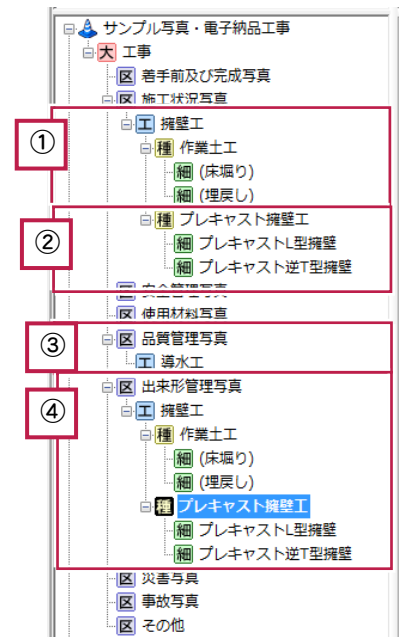 サンプル写真・電子納品工事
大 工事
区 着手前及び完成写真
区 施工状況写真
① 工 擁壁工
種 作業土工
細 (床堀り)
細 (埋戻し)
② 種 プレキャスト擁壁工
細 プレキャストL型擁壁
細 プレキャスト逆T型擁壁
区 安全管理写真
区 使用材料写真
③ 区 品質管理写真
工 導水工
④ 区 出来形管理写真
工 擁壁工
種 作業土工
細 (床堀り)
細 (埋戻し)
種 プレキャスト擁壁工
細 プレキャストL型擁壁
細 プレキャスト逆T型擁壁
区 災害写真
区 事故写真
区 その他